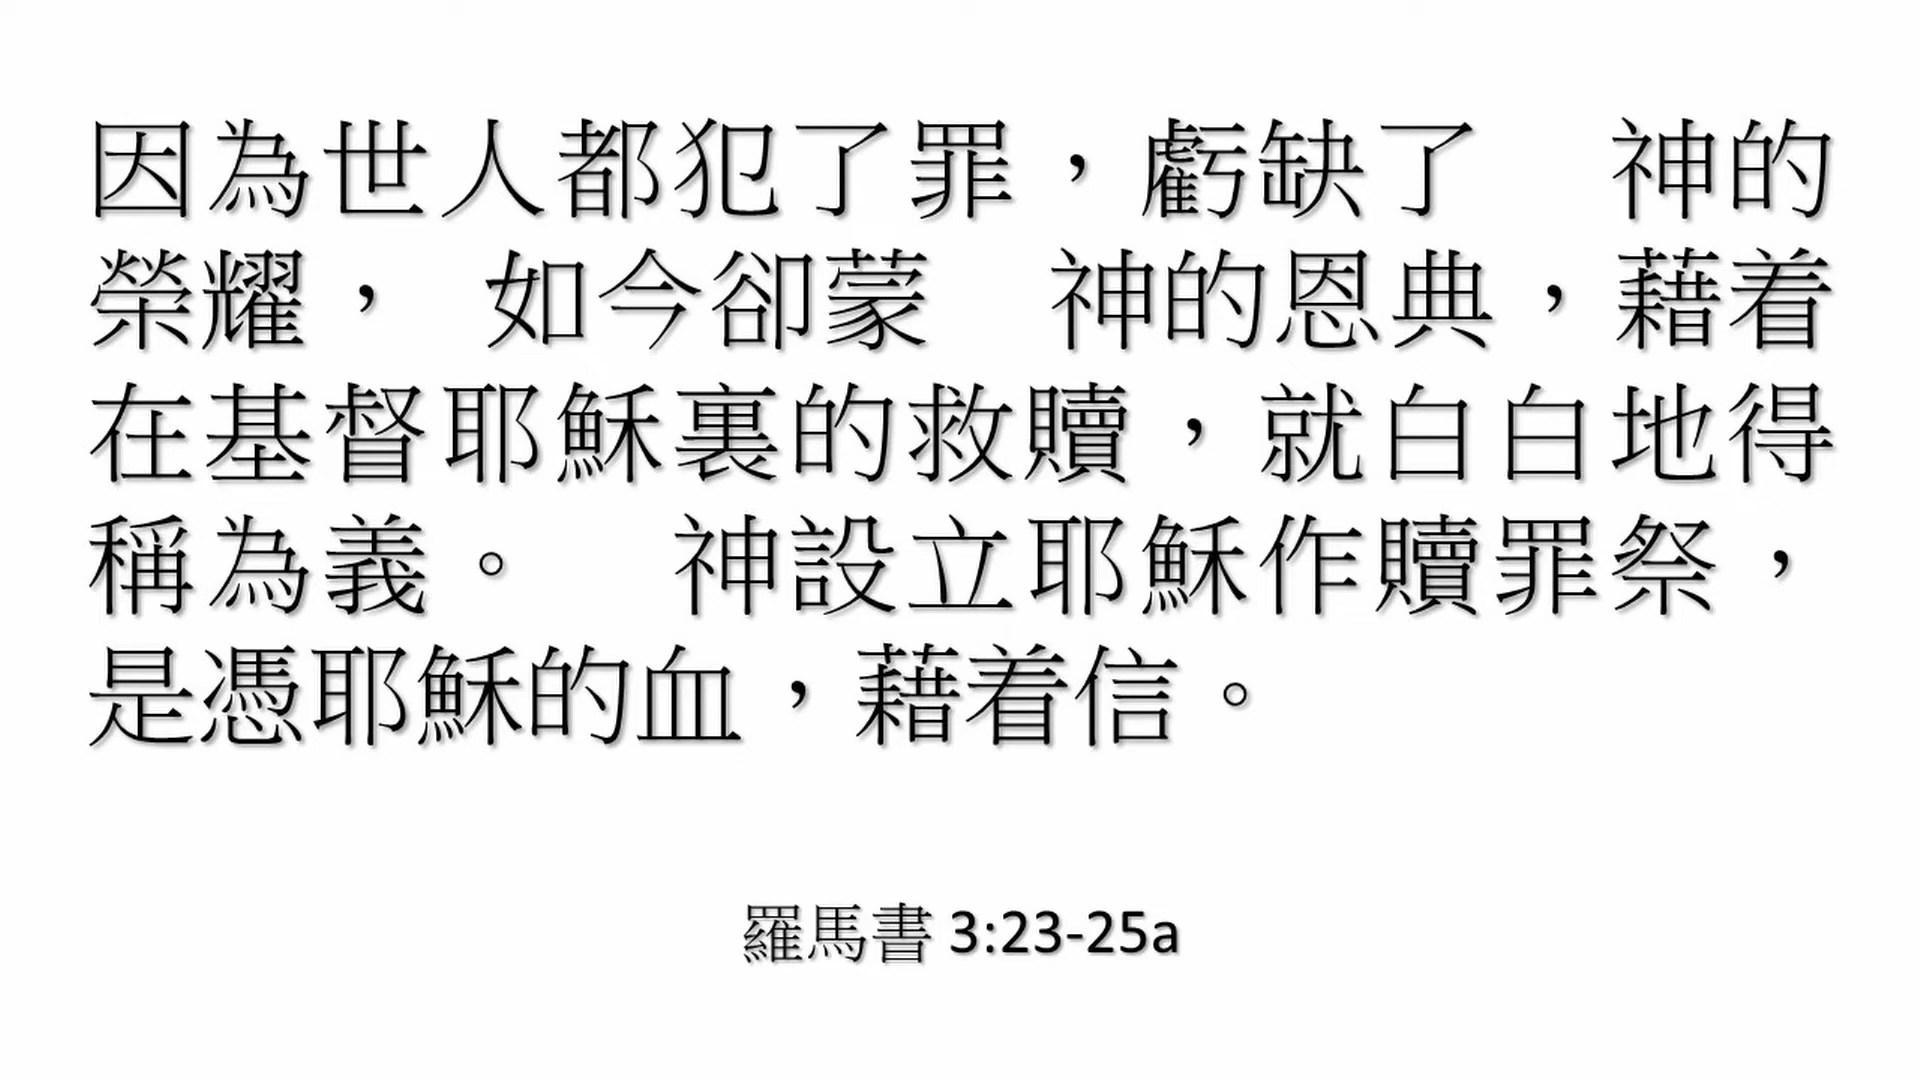 因為世人都犯了罪，虧缺了　神的
榮耀， 如今卻蒙　神的恩典，藉着
在基督耶穌裏的救贖，就白白地得
稱為義。　神設立耶穌作贖罪祭，
是憑耶穌的血，藉着信。
羅馬書 3:23-25a